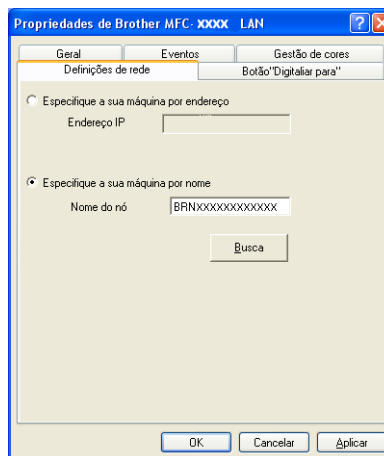 Propriedades de Brother MFC-XXXX LAN
Geral
Eventos
Gestão de cores
Definições de rede
Botão"Digitaliar para"
Especifique a sua máquina por endereço
Endereço IP
Especifique a sua máquina por nome
Nome do nó
BRNXXXXXXXXXXXX
Busca
OK
Cancelar
Aplicar